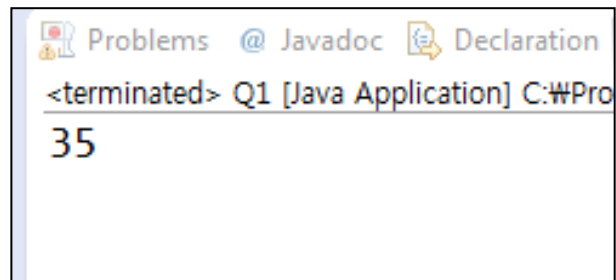 Problems @ Javadoc Declaration
<terminated> Q1 [Java Application] C:₩Pro
35